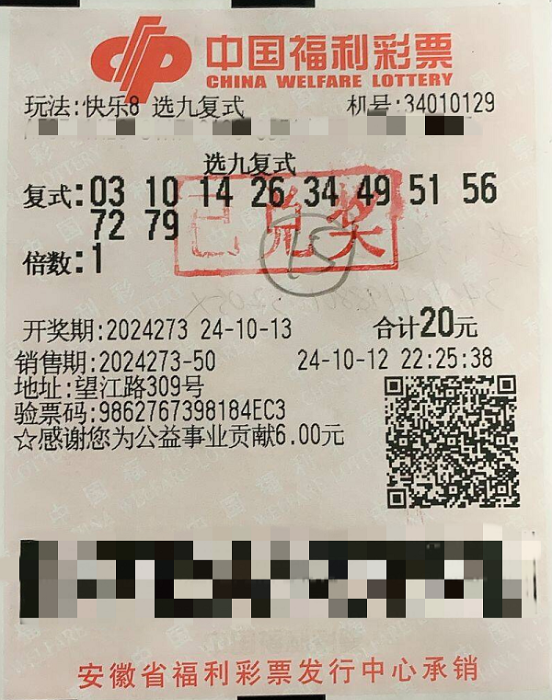 中国福利彩票
CHINA WELFARE LOTTERY
玩法:快乐8 选九复式 机号:34010129
选九复式
复式:03 10 14 26 34 49 51 56
72 79
已兑奖
15
倍数:1
开奖期:2024273 24-10-13 合计20元
销售期:2024273-50 24-10-12 22:25:38
地址:望江路309号
验票码:9862767398184EC3
☆感谢您为公益事业贡献6.00元
安徽省福利彩票发行中心承销